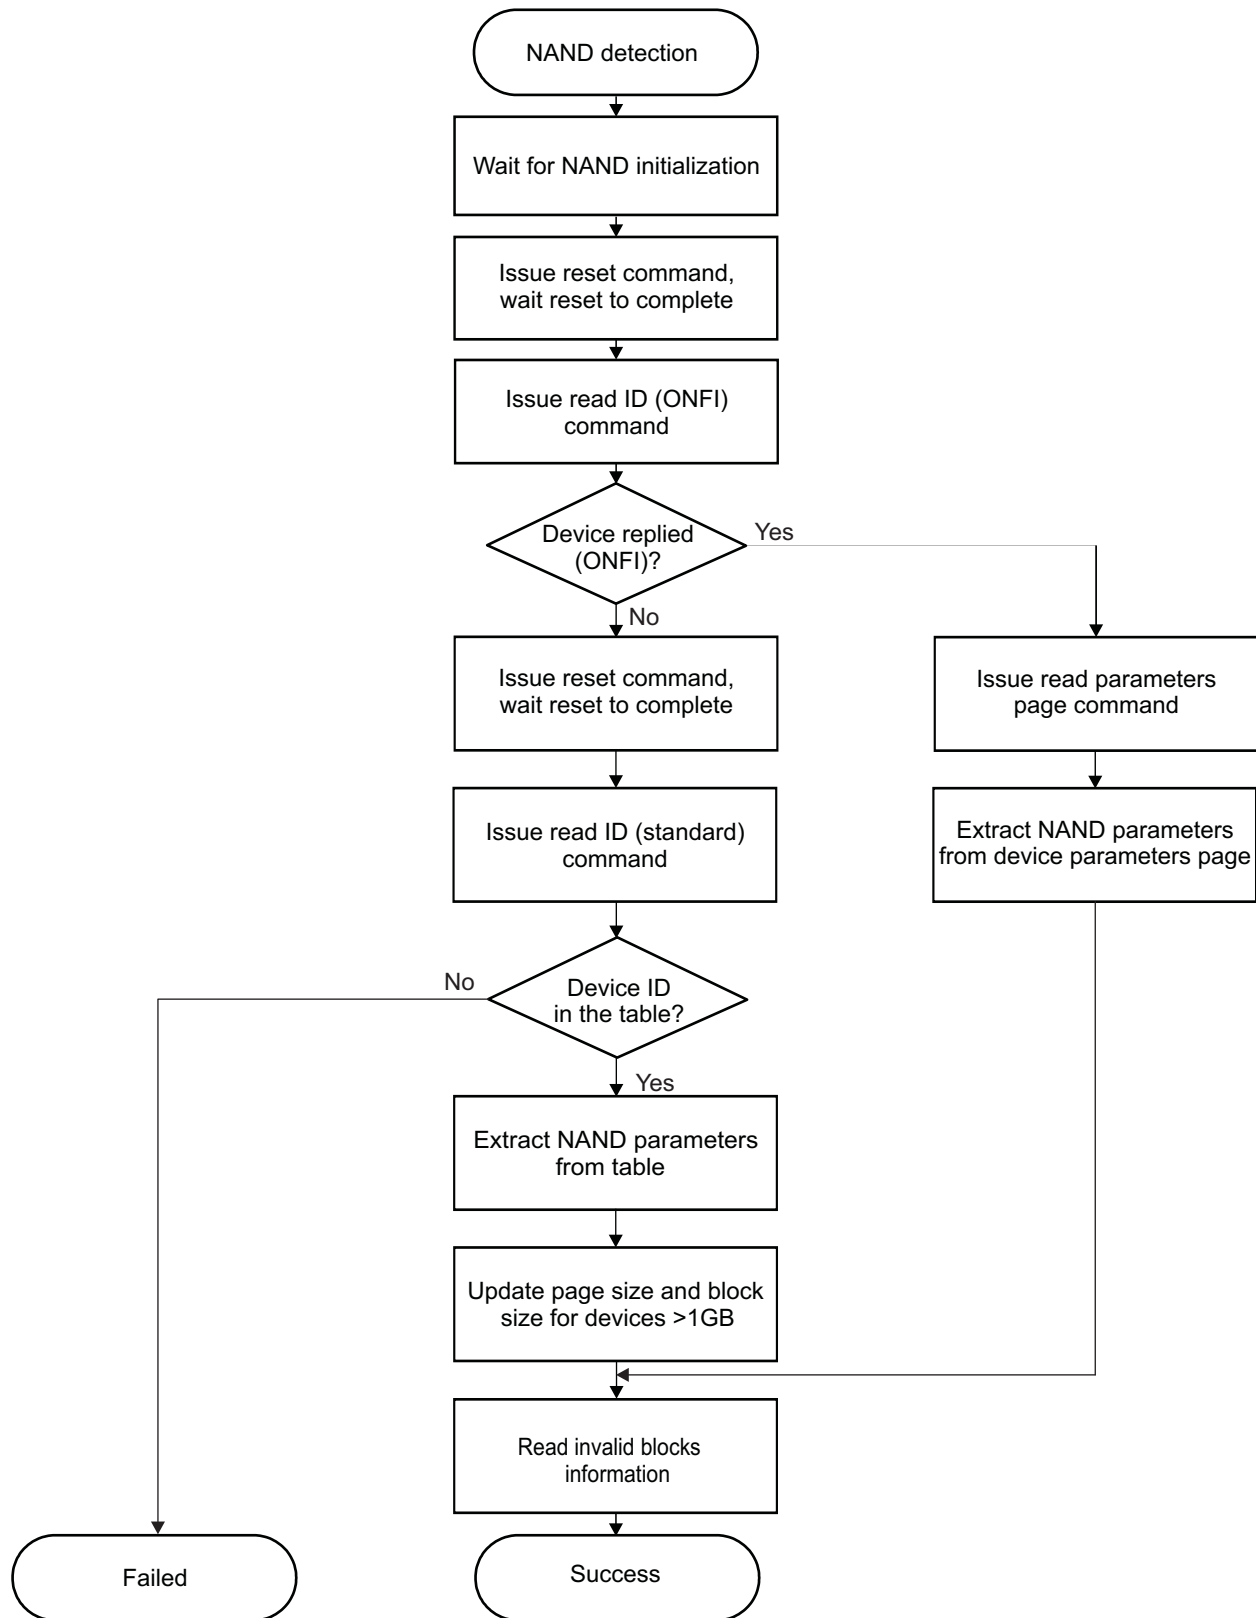 NAND detection
Wait for NAND initialization
Issue reset command,
wait reset to complete
Issue read ID (ONFI)
command
Device replied
(ONFI)?
Yes
No
Issue reset command,
wait reset to complete
Issue read parameters
page command
Issue read ID (standard)
command
Extract NAND parameters
from device parameters page
No
Device ID
in the table?
Yes
Extract NAND parameters
from table
Update page size and block
size for devices >1GB
Read invalid blocks
information
Failed
Success